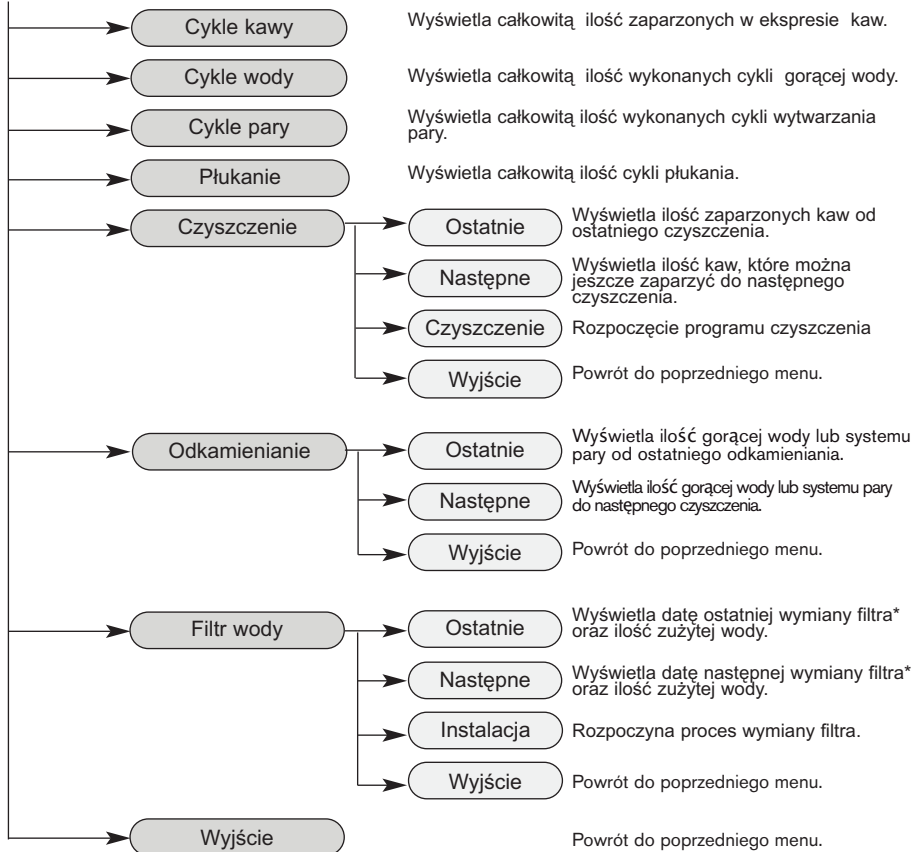 Cykle kawy
Wyświetla całkowitą ilość zaparzonych w ekspresie kaw.
Cykle wody
Wyświetla całkowitą ilość wykonanych cykli gorącej wody.
Cykle pary
Wyświetla całkowitą ilość wykonanych cykli wytwarzania
pary.
Płukanie
Wyświetla całkowitą ilość cykli płukania.
Czyszczenie
Ostatnie
Wyświetla ilość zaparzonych kaw od
ostatniego czyszczenia.
Następne
Wyświetla ilość kaw, które można
jeszcze zaparzyć do następnego
czyszczenia.
Czyszczenie
Rozpoczęcie programu czyszczenia
Wyjście
Powrót do poprzedniego menu.
Odkamienianie
Ostatnie
Wyświetla ilość gorącej wody lub systemu
pary od ostatniego odkamieniania.
Następne
Wyświetla ilość gorącej wody lub systemu pary
do następnego czyszczenia.
Wyjście
Powrót do poprzedniego menu.
Filtr wody
Ostatnie
Wyświetla datę ostatniej wymiany filtra*
oraz ilość zużytej wody.
Następne
Wyświetla datę następnej wymiany filtra*
oraz ilość zużytej wody.
Instalacja
Rozpoczyna proces wymiany filtra.
Wyjście
Powrót do poprzedniego menu.
Wyjście
Powrót do poprzedniego menu.